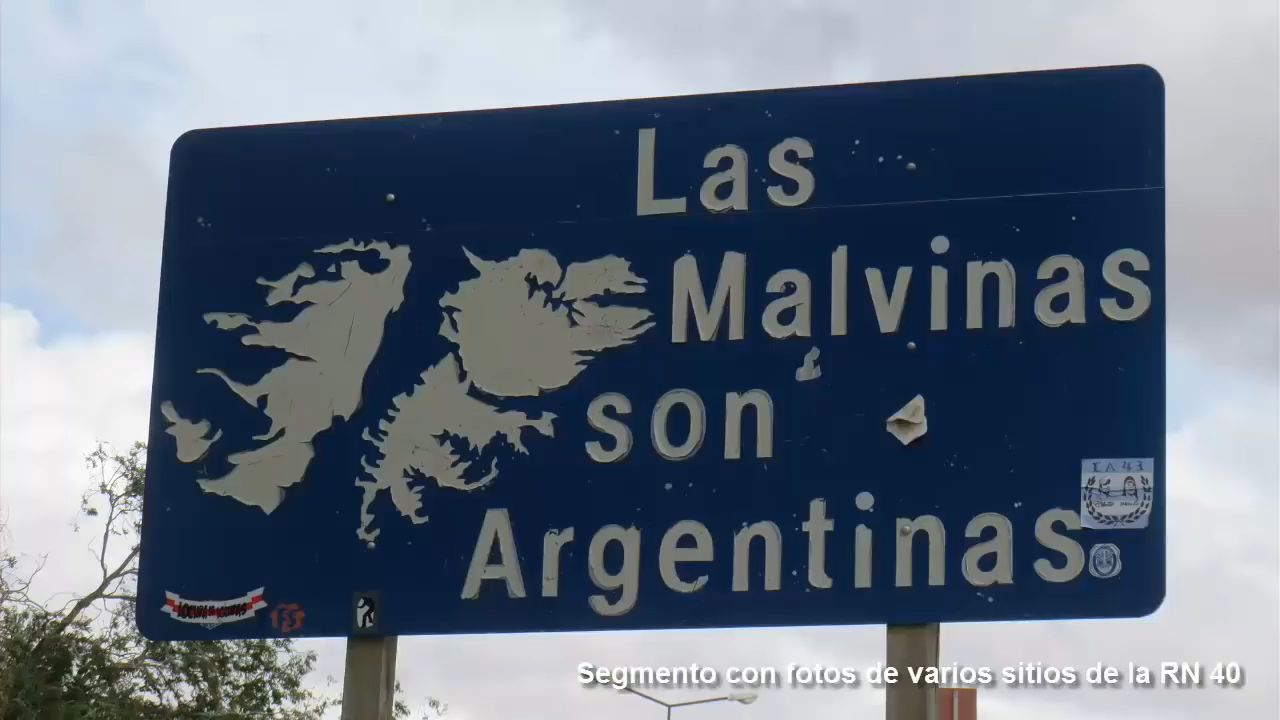 Las
Malvinas
son
Argentinas
Segmento con fotos de varios sitios de la RN 40